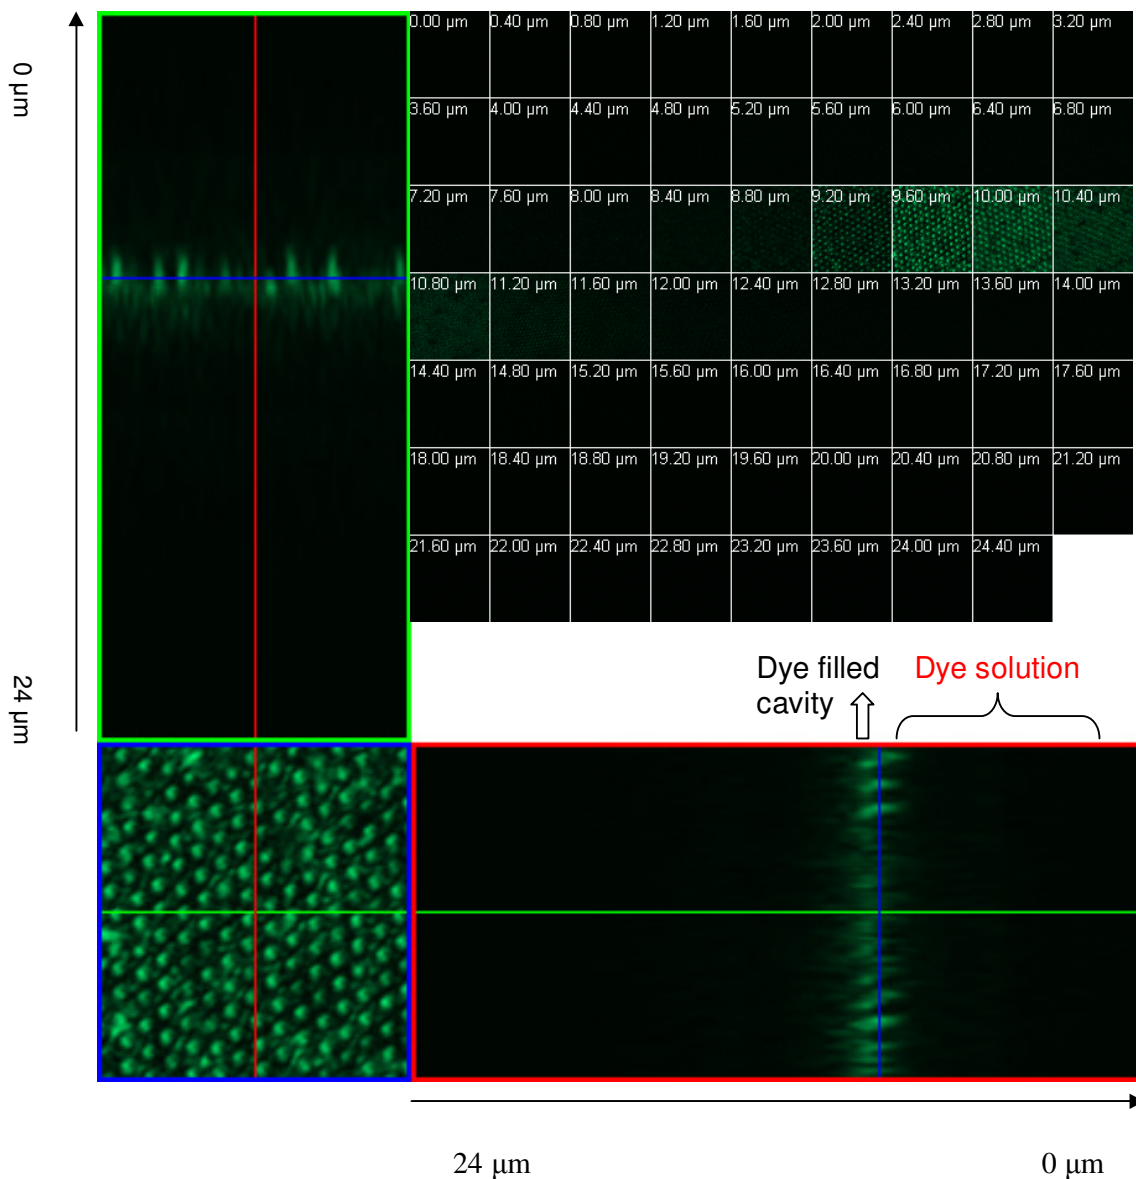 0 µm
24 µm
0.00 µm 0.40 µm 0.80 µm 1.20 µm 1.60 µm 2.00 µm 2.40 µm 2.80 µm 3.20 µm
3.60 µm 4.00 µm 4.40 µm 4.80 µm 5.20 µm 5.60 µm 6.00 µm 6.40 µm 6.80 µm
7.20 µm 7.60 µm 8.00 µm 8.40 µm 8.80 µm 9.20 µm 9.60 µm 10.00 µm 10.40 µm
10.80 µm 11.20 µm 11.60 µm 12.00 µm 12.40 µm 12.80 µm 13.20 µm 13.60 µm 14.00 µm
14.40 µm 14.80 µm 15.20 µm 15.60 µm 16.00 µm 16.40 µm 16.80 µm 17.20 µm 17.60 µm
18.00 µm 18.40 µm 18.80 µm 19.20 µm 19.60 µm 20.00 µm 20.40 µm 20.80 µm 21.20 µm
21.60 µm 22.00 µm 22.40 µm 22.80 µm 23.20 µm 23.60 µm 24.00 µm 24.40 µm
Dye filled
cavity
Dye solution
24 µm 0 µm